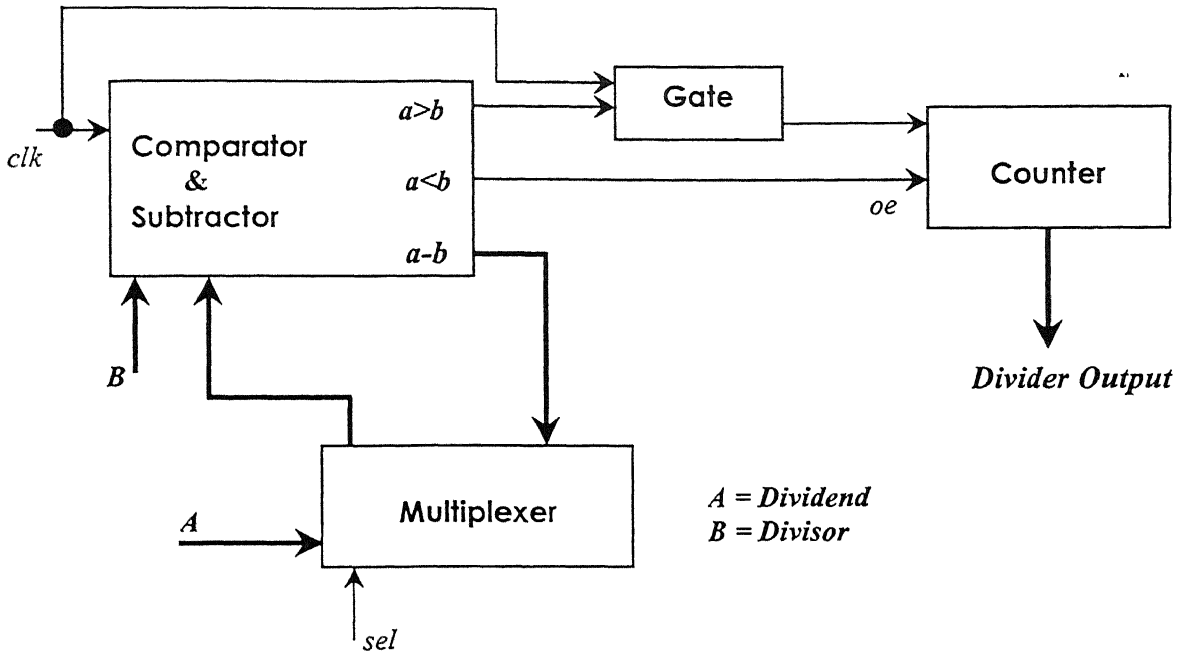 clk
Comparator
&
Subtractor
a>b
a<b
a-b
Gate
Counter
oe
Divider Output
B
A
Multiplexer
sel
A = Dividend
B = Divisor